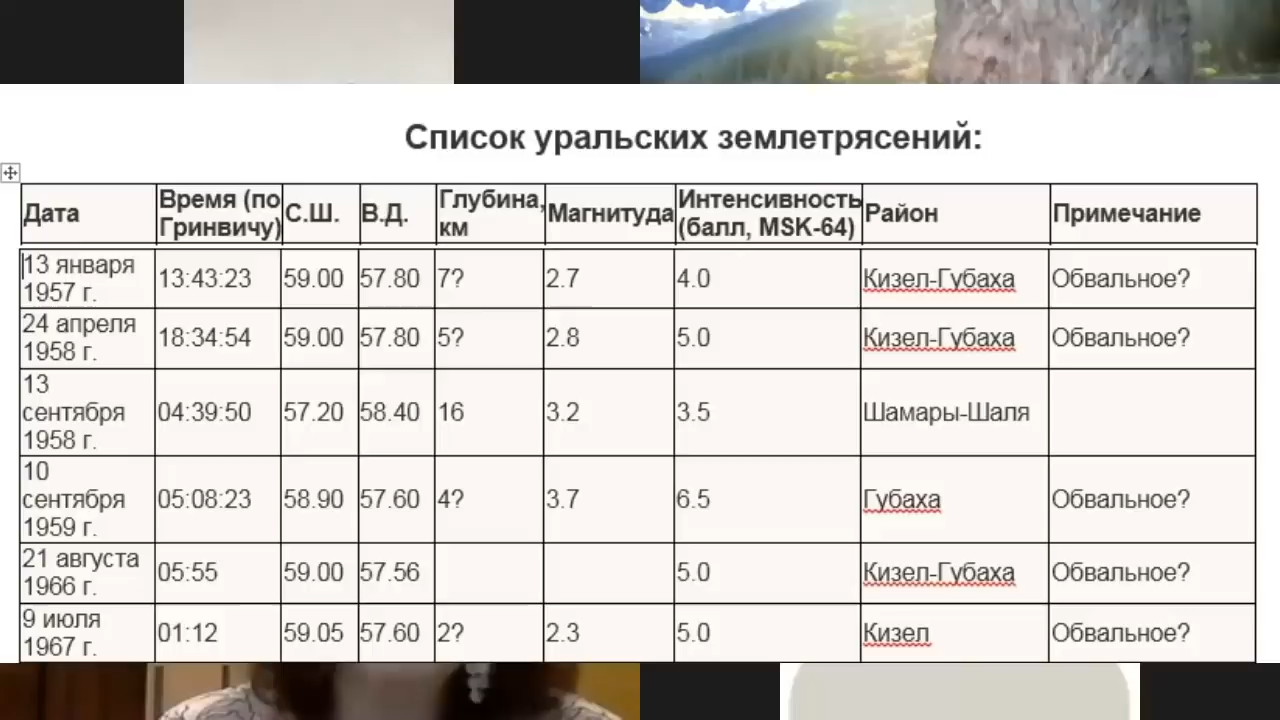 Список уральских землетрясений:
Дата Время (по Гринвичу) С.Ш. В.Д. Глубина, км Магнитуда Интенсивность (балл, MSK-64) Район Примечание
13 января 1957 г. 13:43:23 59.00 57.80 7? 2.7 4.0 Кизел-Губаха Обвальное?
24 апреля 1958 г. 18:34:54 59.00 57.80 5? 2.8 5.0 Кизел-Губаха Обвальное?
13 сентября 1958 г. 04:39:50 57.20 58.40 16 3.2 3.5 Шамары-Шаля
10 сентября 1959 г. 05:08:23 58.90 57.60 4? 3.7 6.5 Губаха Обвальное?
21 августа 1966 г. 05:55 59.00 57.56 5.0 Кизел-Губаха Обвальное?
9 июля 1967 г. 01:12 59.05 57.60 2? 2.3 5.0 Кизел Обвальное?